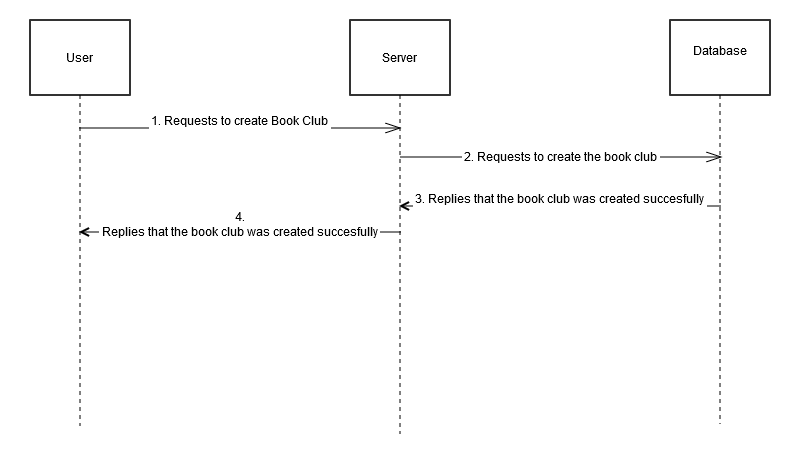 User
Server
Database
1. Requests to create Book Club
2. Requests to create the book club
3. Replies that the book club was created succesfully
4.
Replies that the book club was created succesfully